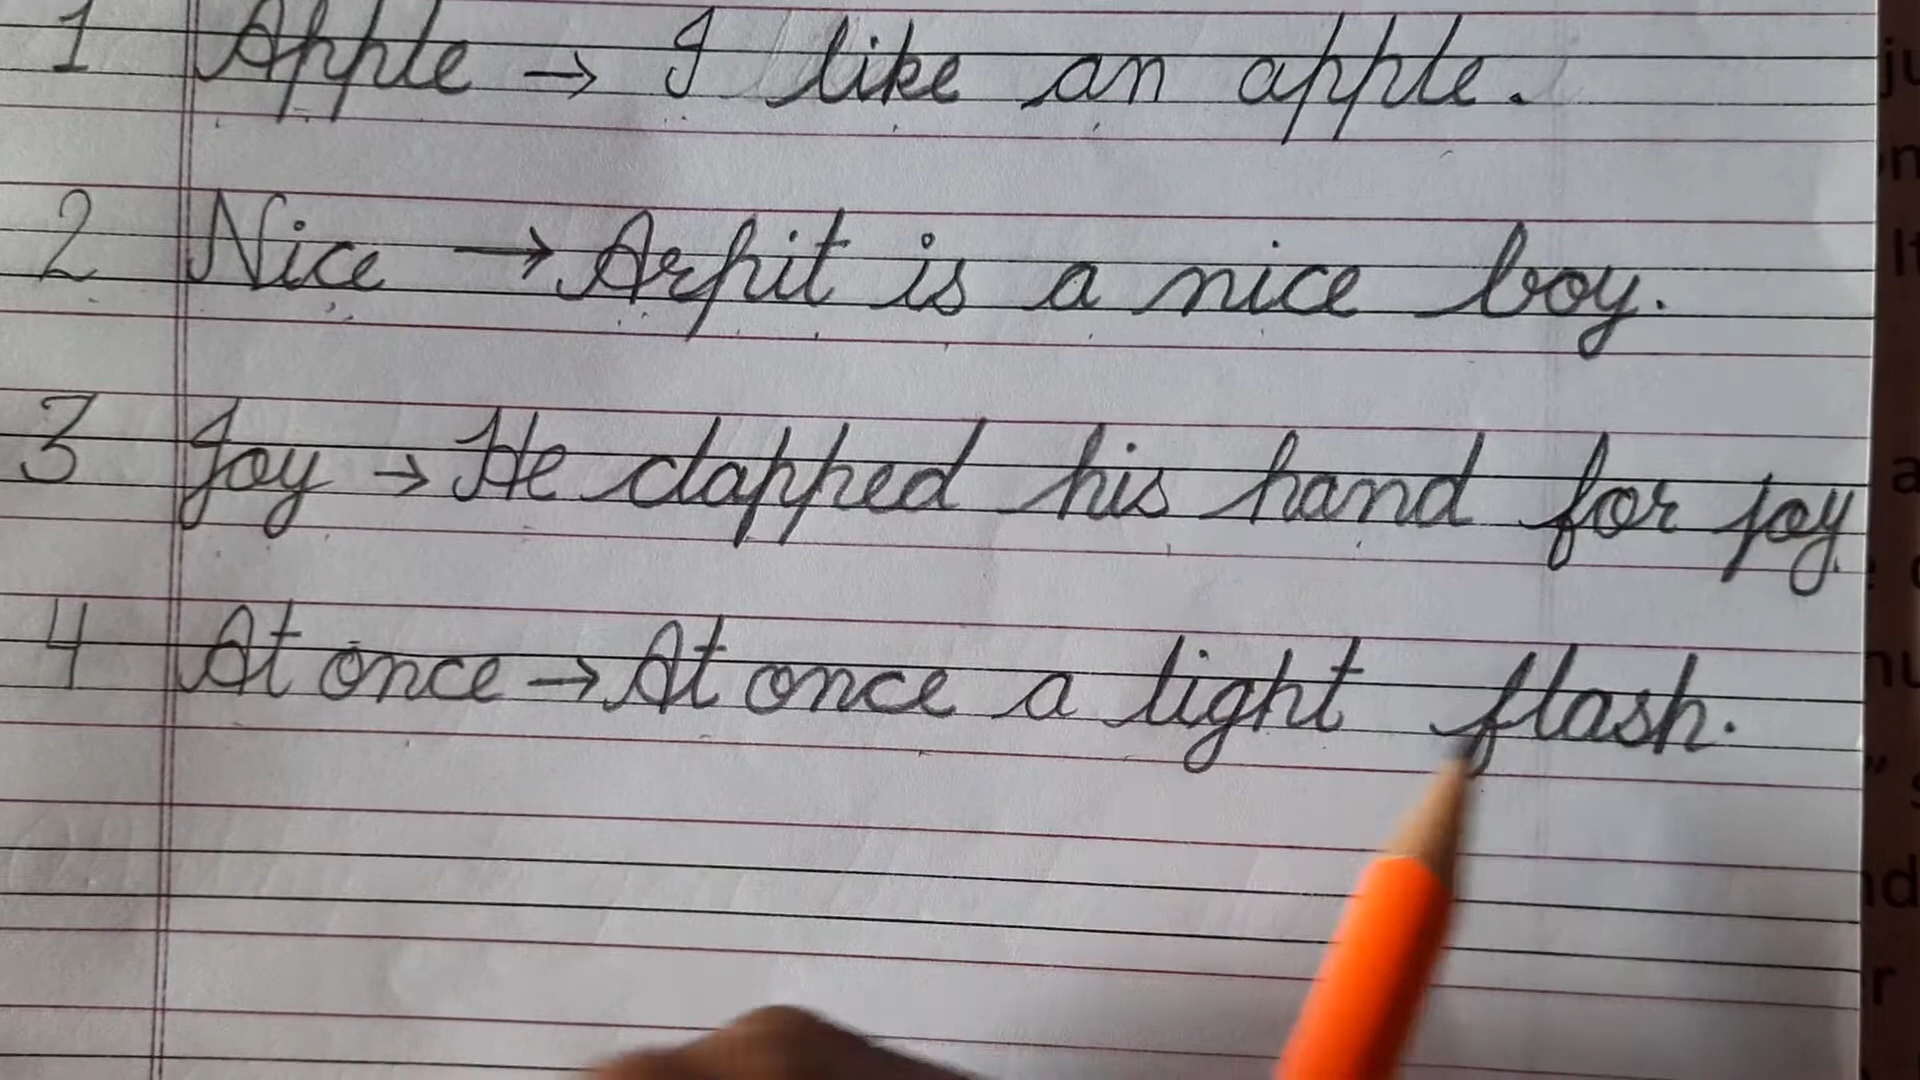 1 Apple → I like an apple.
2 Nice → Arpit is a nice boy.
3 Joy → He clapped his hand for joy.
4 At once → At once a light flash.